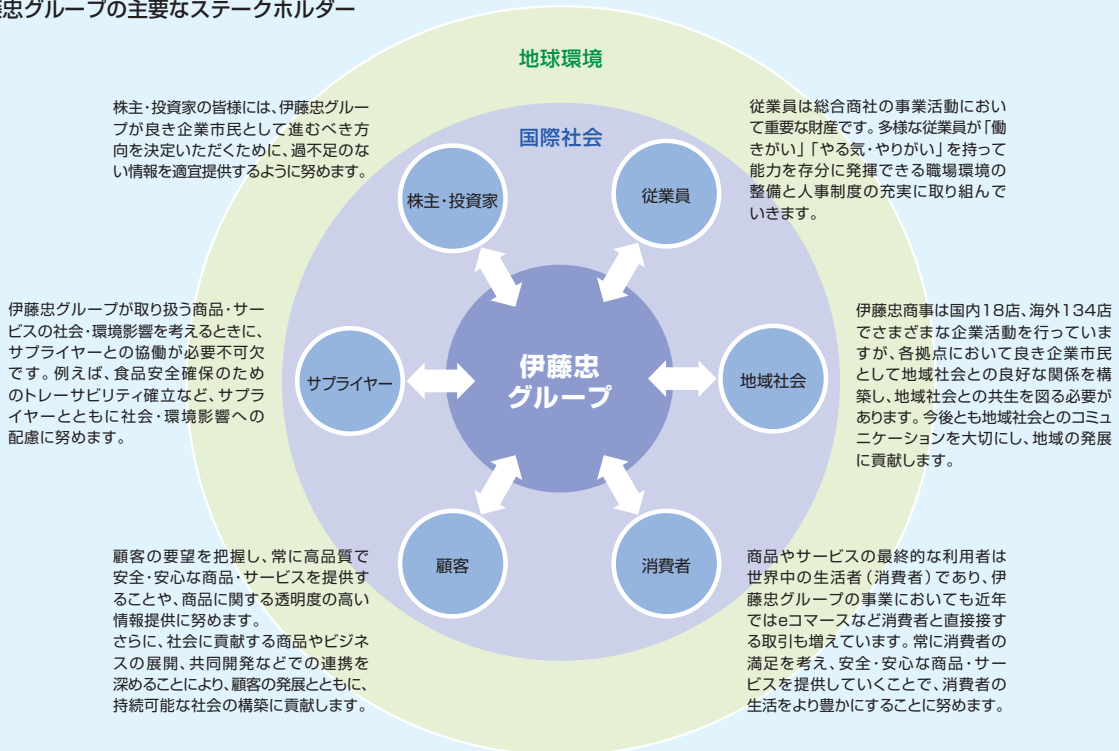 藤忠グループの主要なステークホルダー
地球環境
国際社会
株主・投資家の皆様には、伊藤忠グルー
プが良き企業市民として進むべき方
向を決定いただくために、過不足のな
い情報を適宜提供するように努めます。
従業員は総合商社の事業活動におい
て重要な財産です。多様な従業員が「働
きがい」「やる気・やりがい」を持って
能力を存分に発揮できる職場環境の
整備と人事制度の充実に取り組んで
いきます。
株主・投資家
従業員
伊藤忠グループが取り扱う商品・サー
ビスの社会・環境影響を考えるときに、
サプライヤーとの協働が必要不可欠
です。例えば、食品安全確保のため
のトレーサビリティ確立など、サプラ
イヤーとともに社会・環境影響への
配慮に努めます。
サプライヤー
伊藤忠
グループ
地域社会
伊藤忠商事は国内18店、海外134店
でさまざまな企業活動を行っていま
すが、各拠点において良き企業市民
として地域社会との良好な関係を構
築し、地域社会との共生を図る必要が
あります。今後とも地域社会とのコミュ
ニケーションを大切にし、地域の発展
に貢献します。
顧客
消費者
顧客の要望を把握し、常に高品質で
安全・安心な商品・サービスを提供す
ることや、商品に関する透明度の高い
情報提供に努めます。
さらに、社会に貢献する商品やビジネ
スの展開、共同開発などでの連携を
深めることにより、顧客の発展とともに、
持続可能な社会の構築に貢献します。
商品やサービスの最終的な利用者は
世界中の生活者（消費者）であり、伊
藤忠グループの事業においても近年
ではeコマースなど消費者と直接接す
る取引も増えています。常に消費者の
満足を考え、安全・安心な商品・サー
ビスを提供していくことで、消費者の
生活をより豊かにすることに努めます。